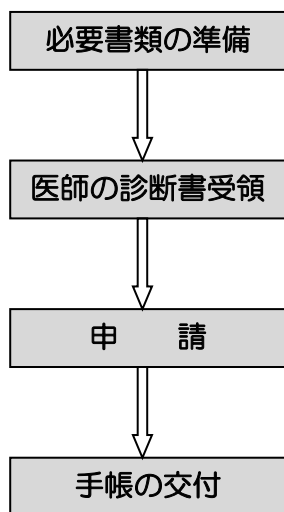 必要書類の準備
医師の診断書受領
申　　請
手帳の交付